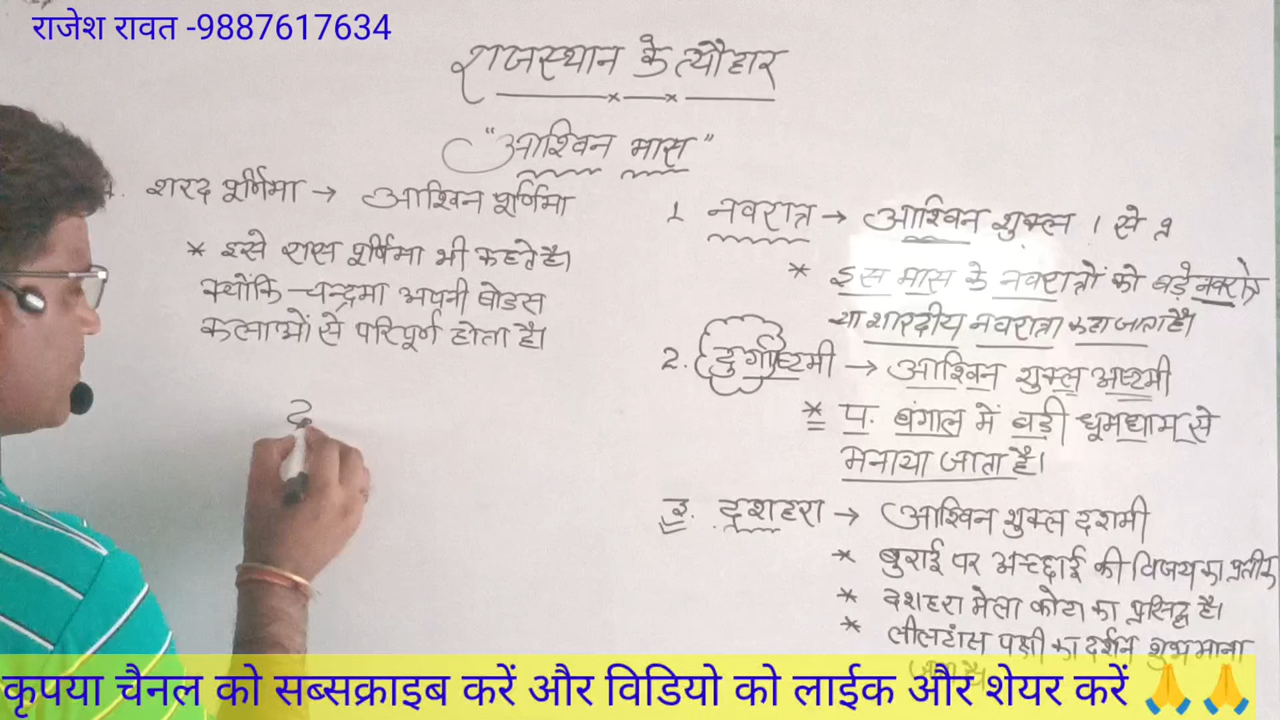 राजेश रावत -9887617634
राजस्थान के त्यौहार
"आश्विन मास"
शरद पूर्णिमा → आश्विन पूर्णिमा
* इसे रास पूर्णिमा भी कहते है।
क्योंकि चन्द्रमा अपनी षोडस
कलाओं से परिपूर्ण होता है।
1 नवरात्र → आश्विन शुक्ल 1 से 9
* इस मास के नवरात्रों को बड़े नवरात्रे
या शारदीय नवरात्रा कहा जाता है।
2. दुर्गाष्टमी → आश्विन शुक्ल अष्टमी
* प. बंगाल में बड़ी धूमधाम से
मनाया जाता है।
3. दशहरा → आश्विन शुक्ल दशमी
* बुराई पर अच्छाई की विजय का प्रतीक
* दशहरा मेला कोटा का प्रसिद्ध है।
* लीलटांस पक्षी का दर्शन शुभ माना
जाता है।
कृपया चैनल को सब्सक्राइब करें और विडियो को लाईक और शेयर करें 🙏 🙏